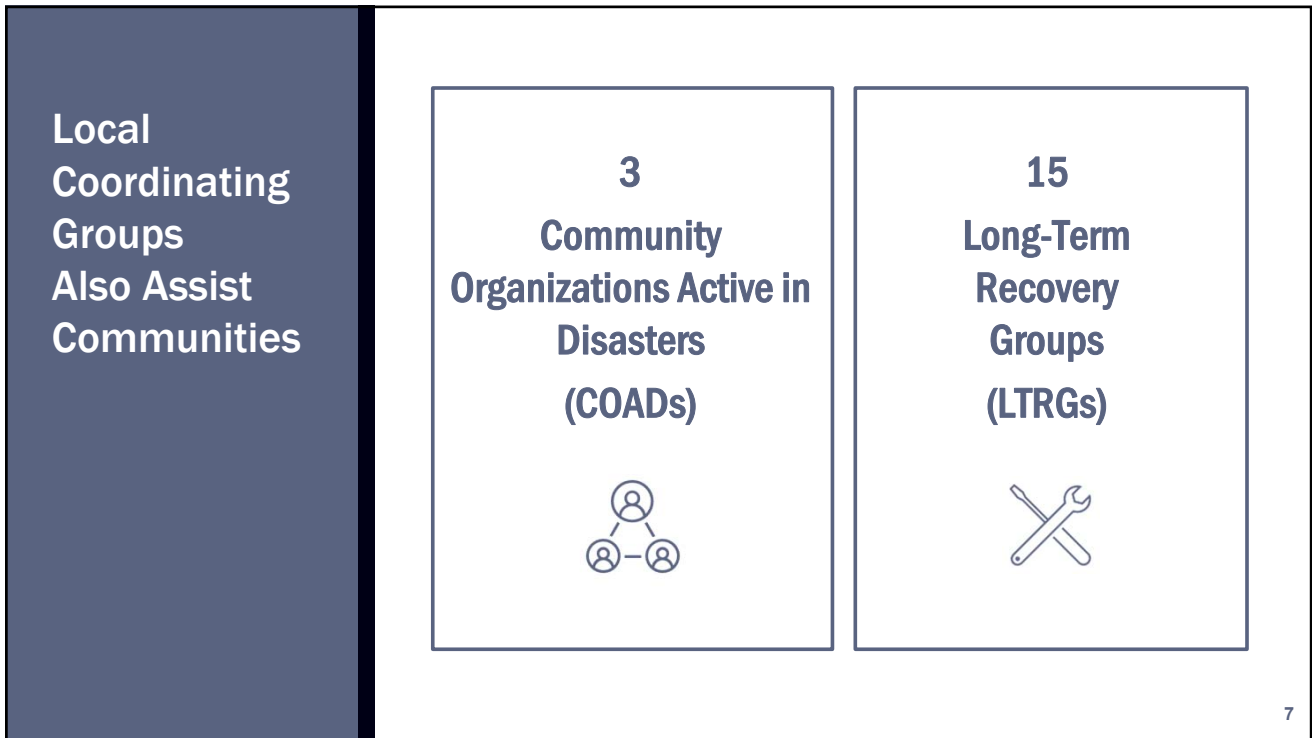 Local
Coordinating
Groups
Also Assist
Communities
3
Community
Organizations Active in
Disasters
(COADs)
15
Long-Term
Recovery
Groups
(LTRGs)
7